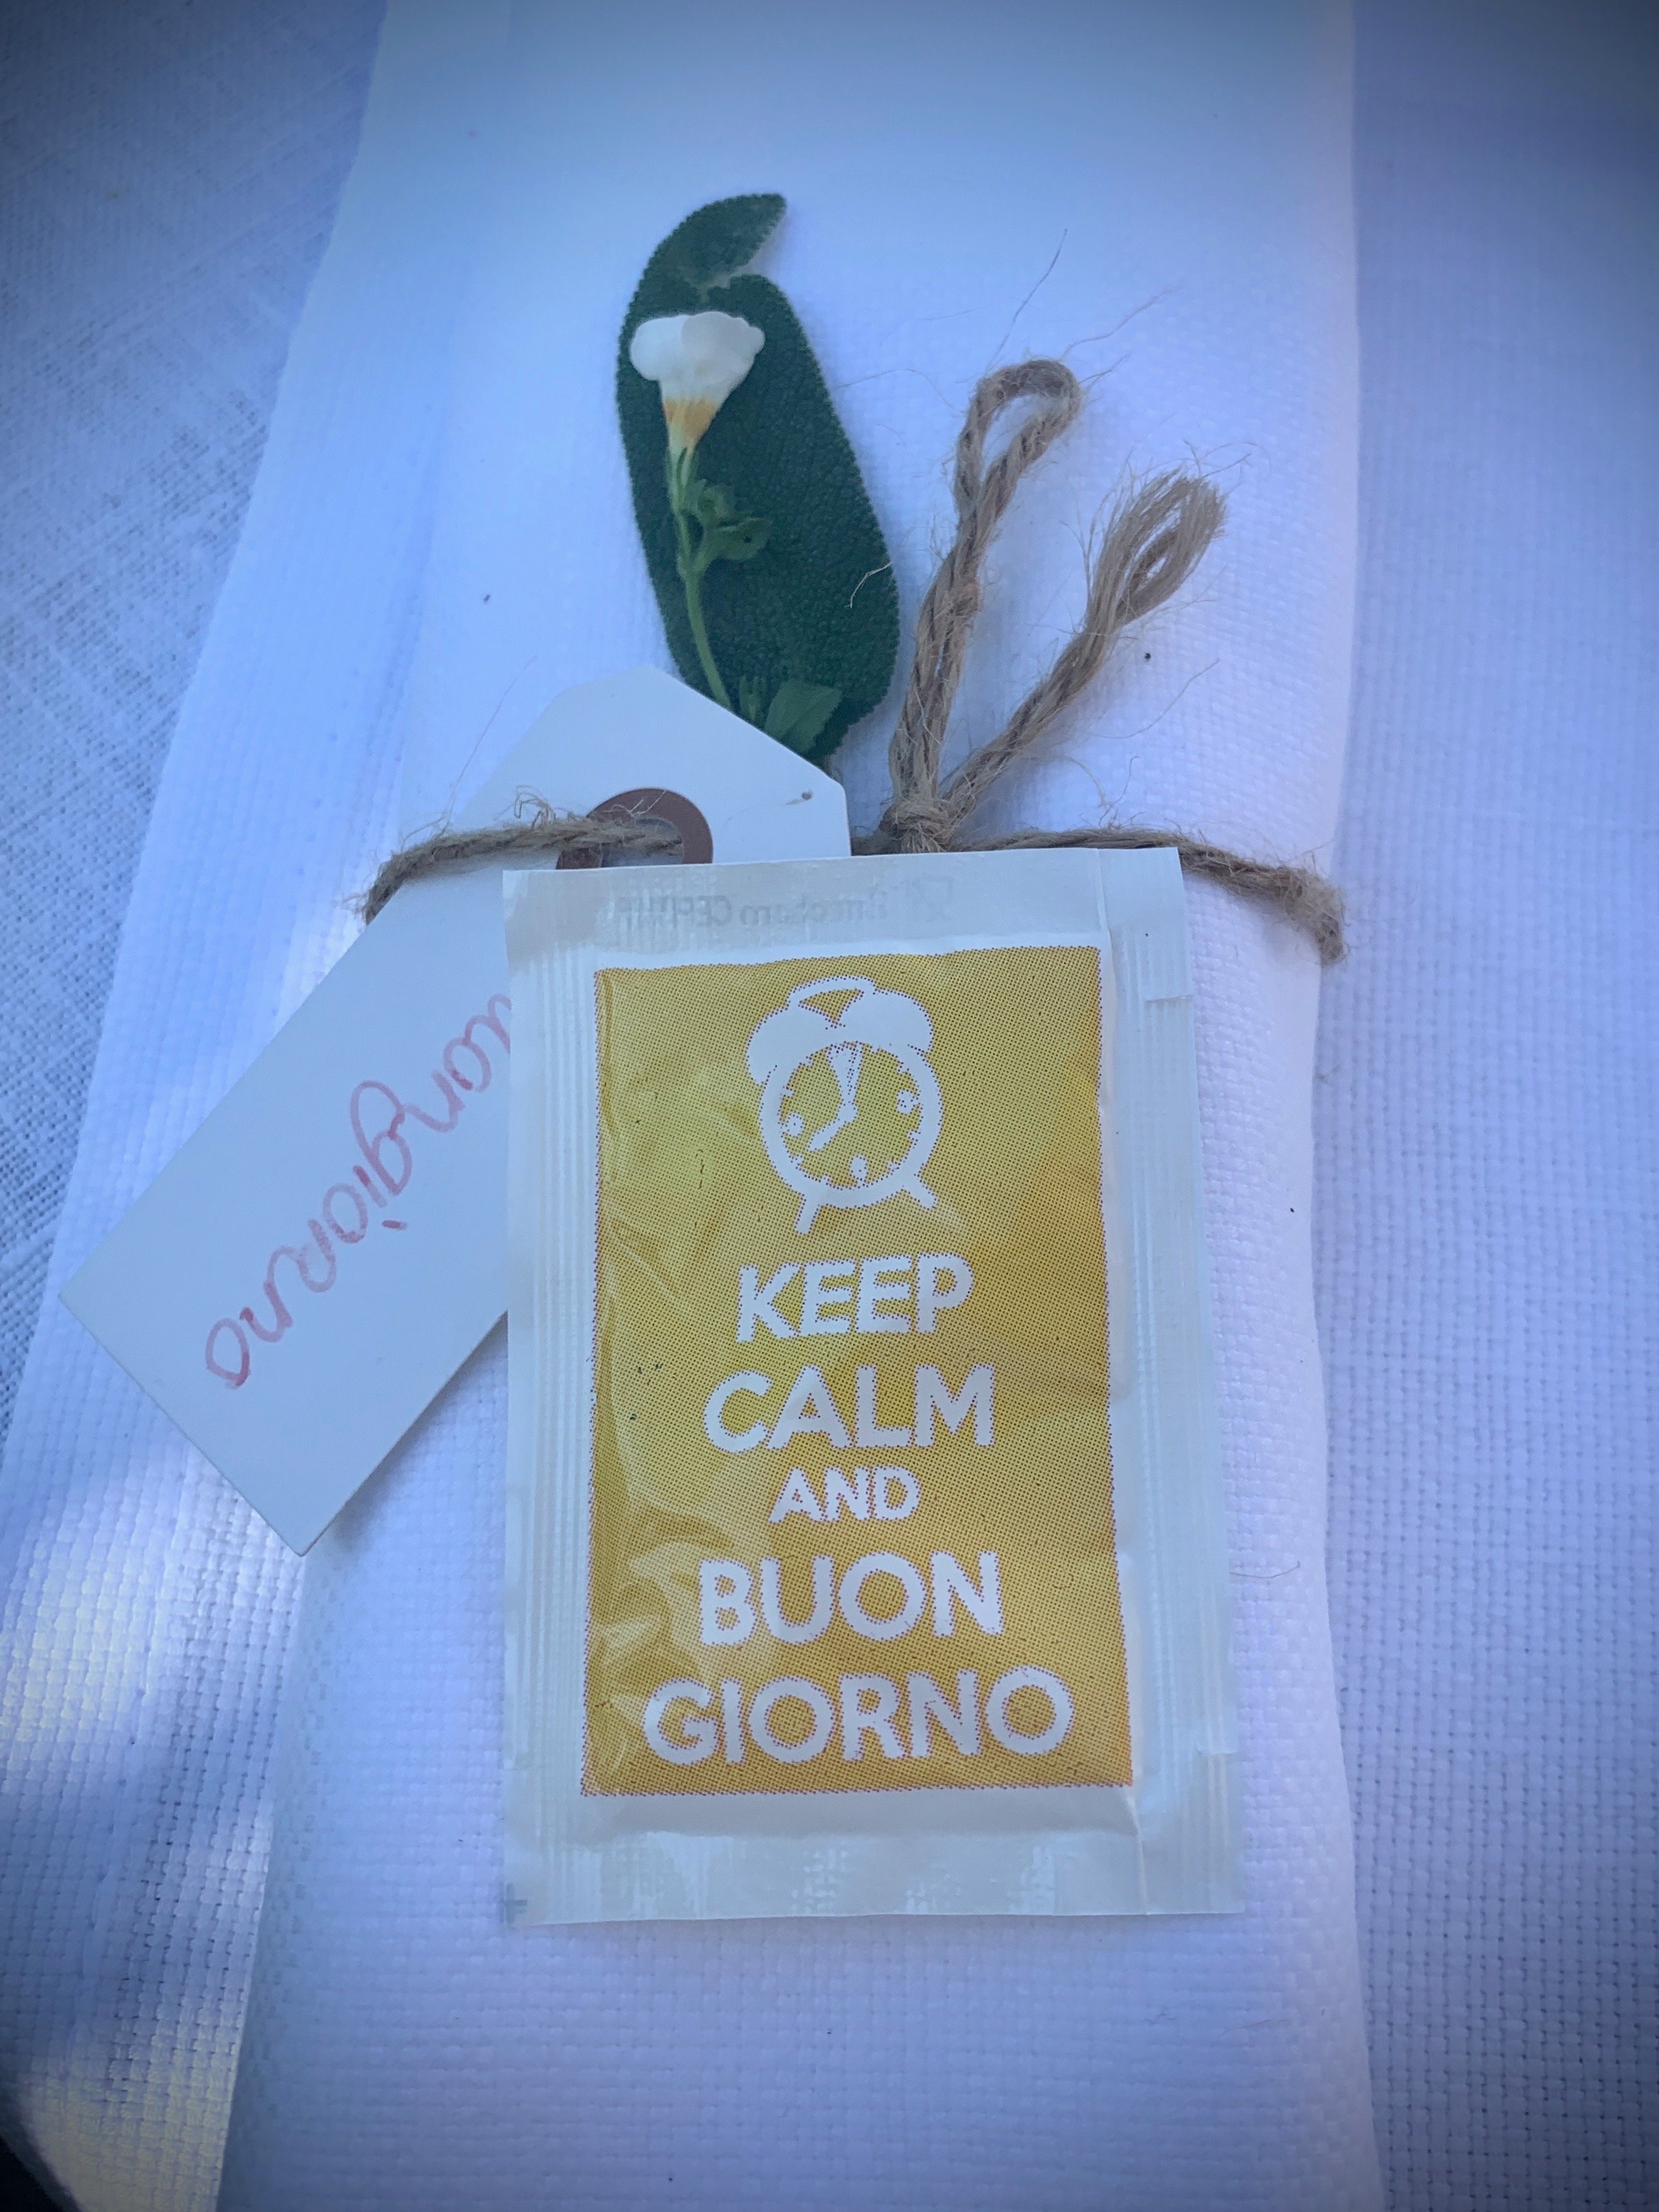 KEEP
CALM
AND
BUON
GIORNO